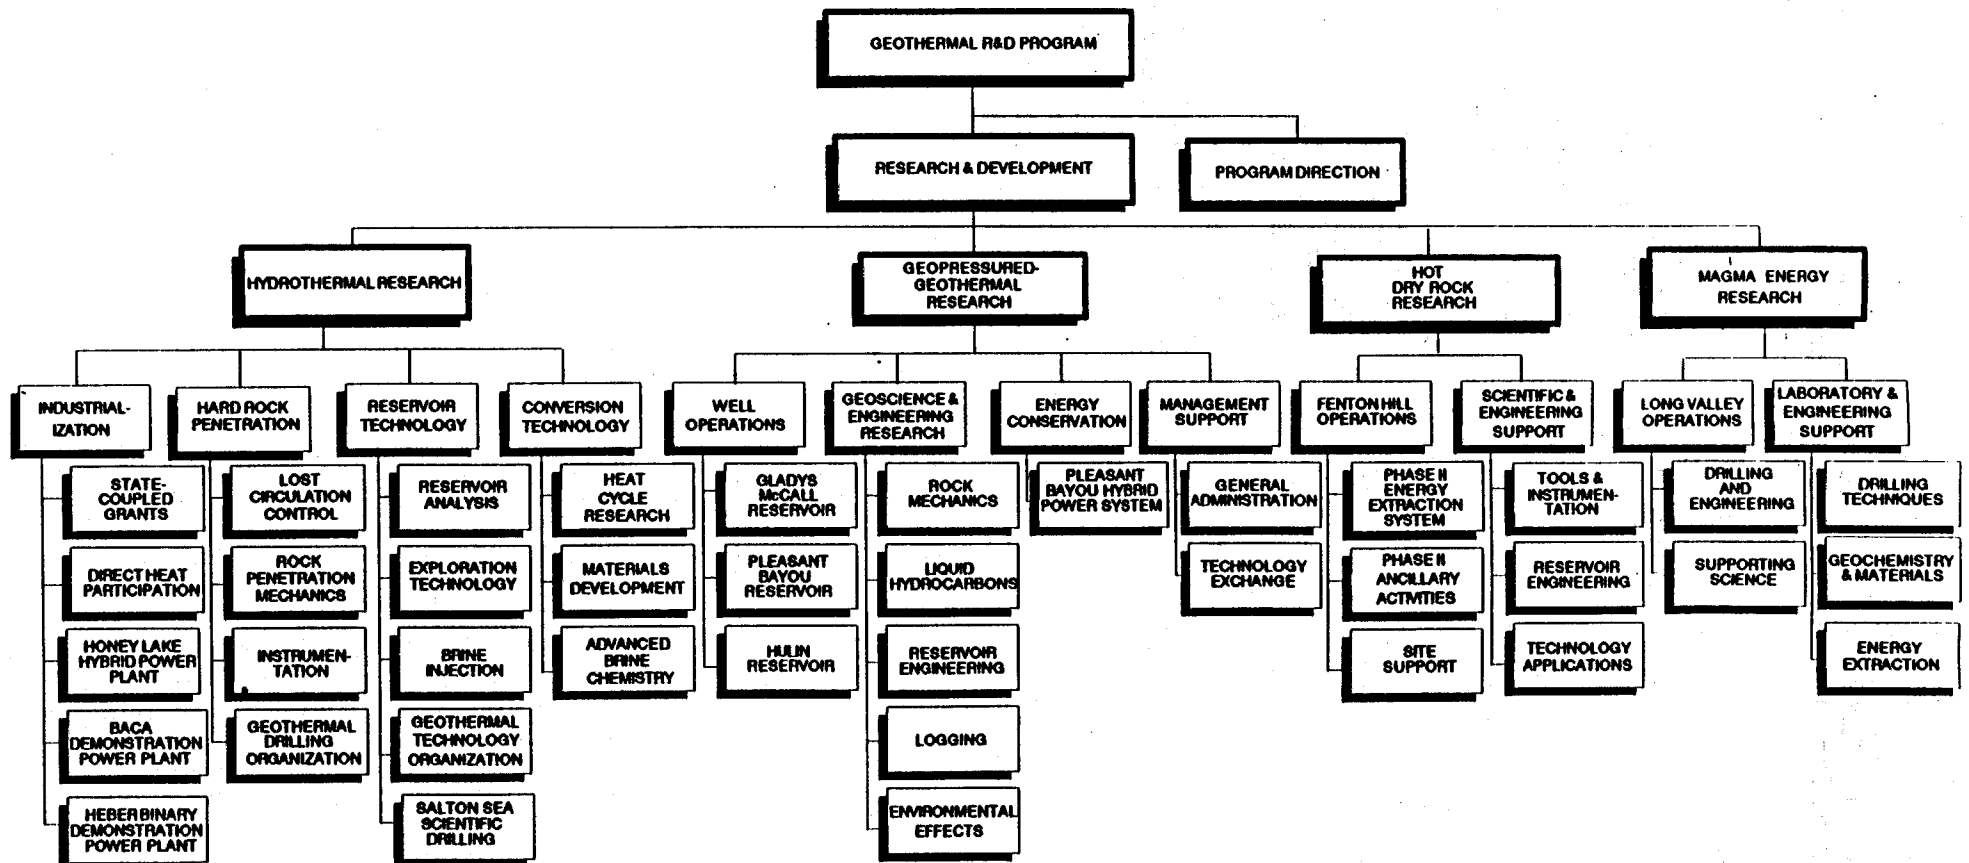 GEOTHERMAL R&D PROGRAM
RESEARCH & DEVELOPMENT
PROGRAM DIRECTION
HYDROTHERMAL RESEARCH
GEOPRESSURED-
GEOTHERMAL
RESEARCH
HOT
DRY ROCK
RESEARCH
MAGMA ENERGY
RESEARCH
INDUSTRIAL-
IZATION
HARD ROCK
PENETRATION
RESERVOIR
TECHNOLOGY
CONVERSION
TECHNOLOGY
WELL
OPERATIONS
GEOSCIENCE &
ENGINEERING
RESEARCH
ENERGY
CONSERVATION
MANAGEMENT
SUPPORT
FENTON HILL
OPERATIONS
SCIENTIFIC &
ENGINEERING
SUPPORT
LONG VALLEY
OPERATIONS
LABORATORY &
ENGINEERING
SUPPORT
STATE-
COUPLED
GRANTS
DIRECT HEAT
PARTICIPATION
HONEY LAKE
HYBRID POWER
PLANT
BACA
DEMONSTRATION
POWER PLANT
HEBER BINARY
DEMONSTRATION
POWER PLANT
LOST
CIRCULATION
CONTROL
ROCK
PENETRATION
MECHANICS
INSTRUMEN-
TATION
GEOTHERMAL
DRILLING
ORGANIZATION
RESERVOIR
ANALYSIS
EXPLORATION
TECHNOLOGY
BRINE
INJECTION
GEOTHERMAL
TECHNOLOGY
ORGANIZATION
SALTON SEA
SCIENTIFIC
DRILLING
HEAT
CYCLE
RESEARCH
MATERIALS
DEVELOPMENT
ADVANCED
BRINE
CHEMISTRY
GLADYS
McCALL
RESERVOIR
PLEASANT
BAYOU
RESERVOIR
HULIN
RESERVOIR
ROCK
MECHANICS
LIQUID
HYDROCARBONS
RESERVOIR
ENGINEERING
LOGGING
ENVIRONMENTAL
EFFECTS
PLEASANT
BAYOU HYBRID
POWER SYSTEM
GENERAL
ADMINISTRATION
TECHNOLOGY
EXCHANGE
PHASE II
ENERGY
EXTRACTION
SYSTEM
PHASE II
ANCILLARY
ACTIVITIES
SITE
SUPPORT
TOOLS &
INSTRUMEN-
TATION
RESERVOIR
ENGINEERING
TECHNOLOGY
APPLICATIONS
DRILLING
AND
ENGINEERING
SUPPORTING
SCIENCE
DRILLING
TECHNIQUES
GEOCHEMISTRY
& MATERIALS
ENERGY
EXTRACTION